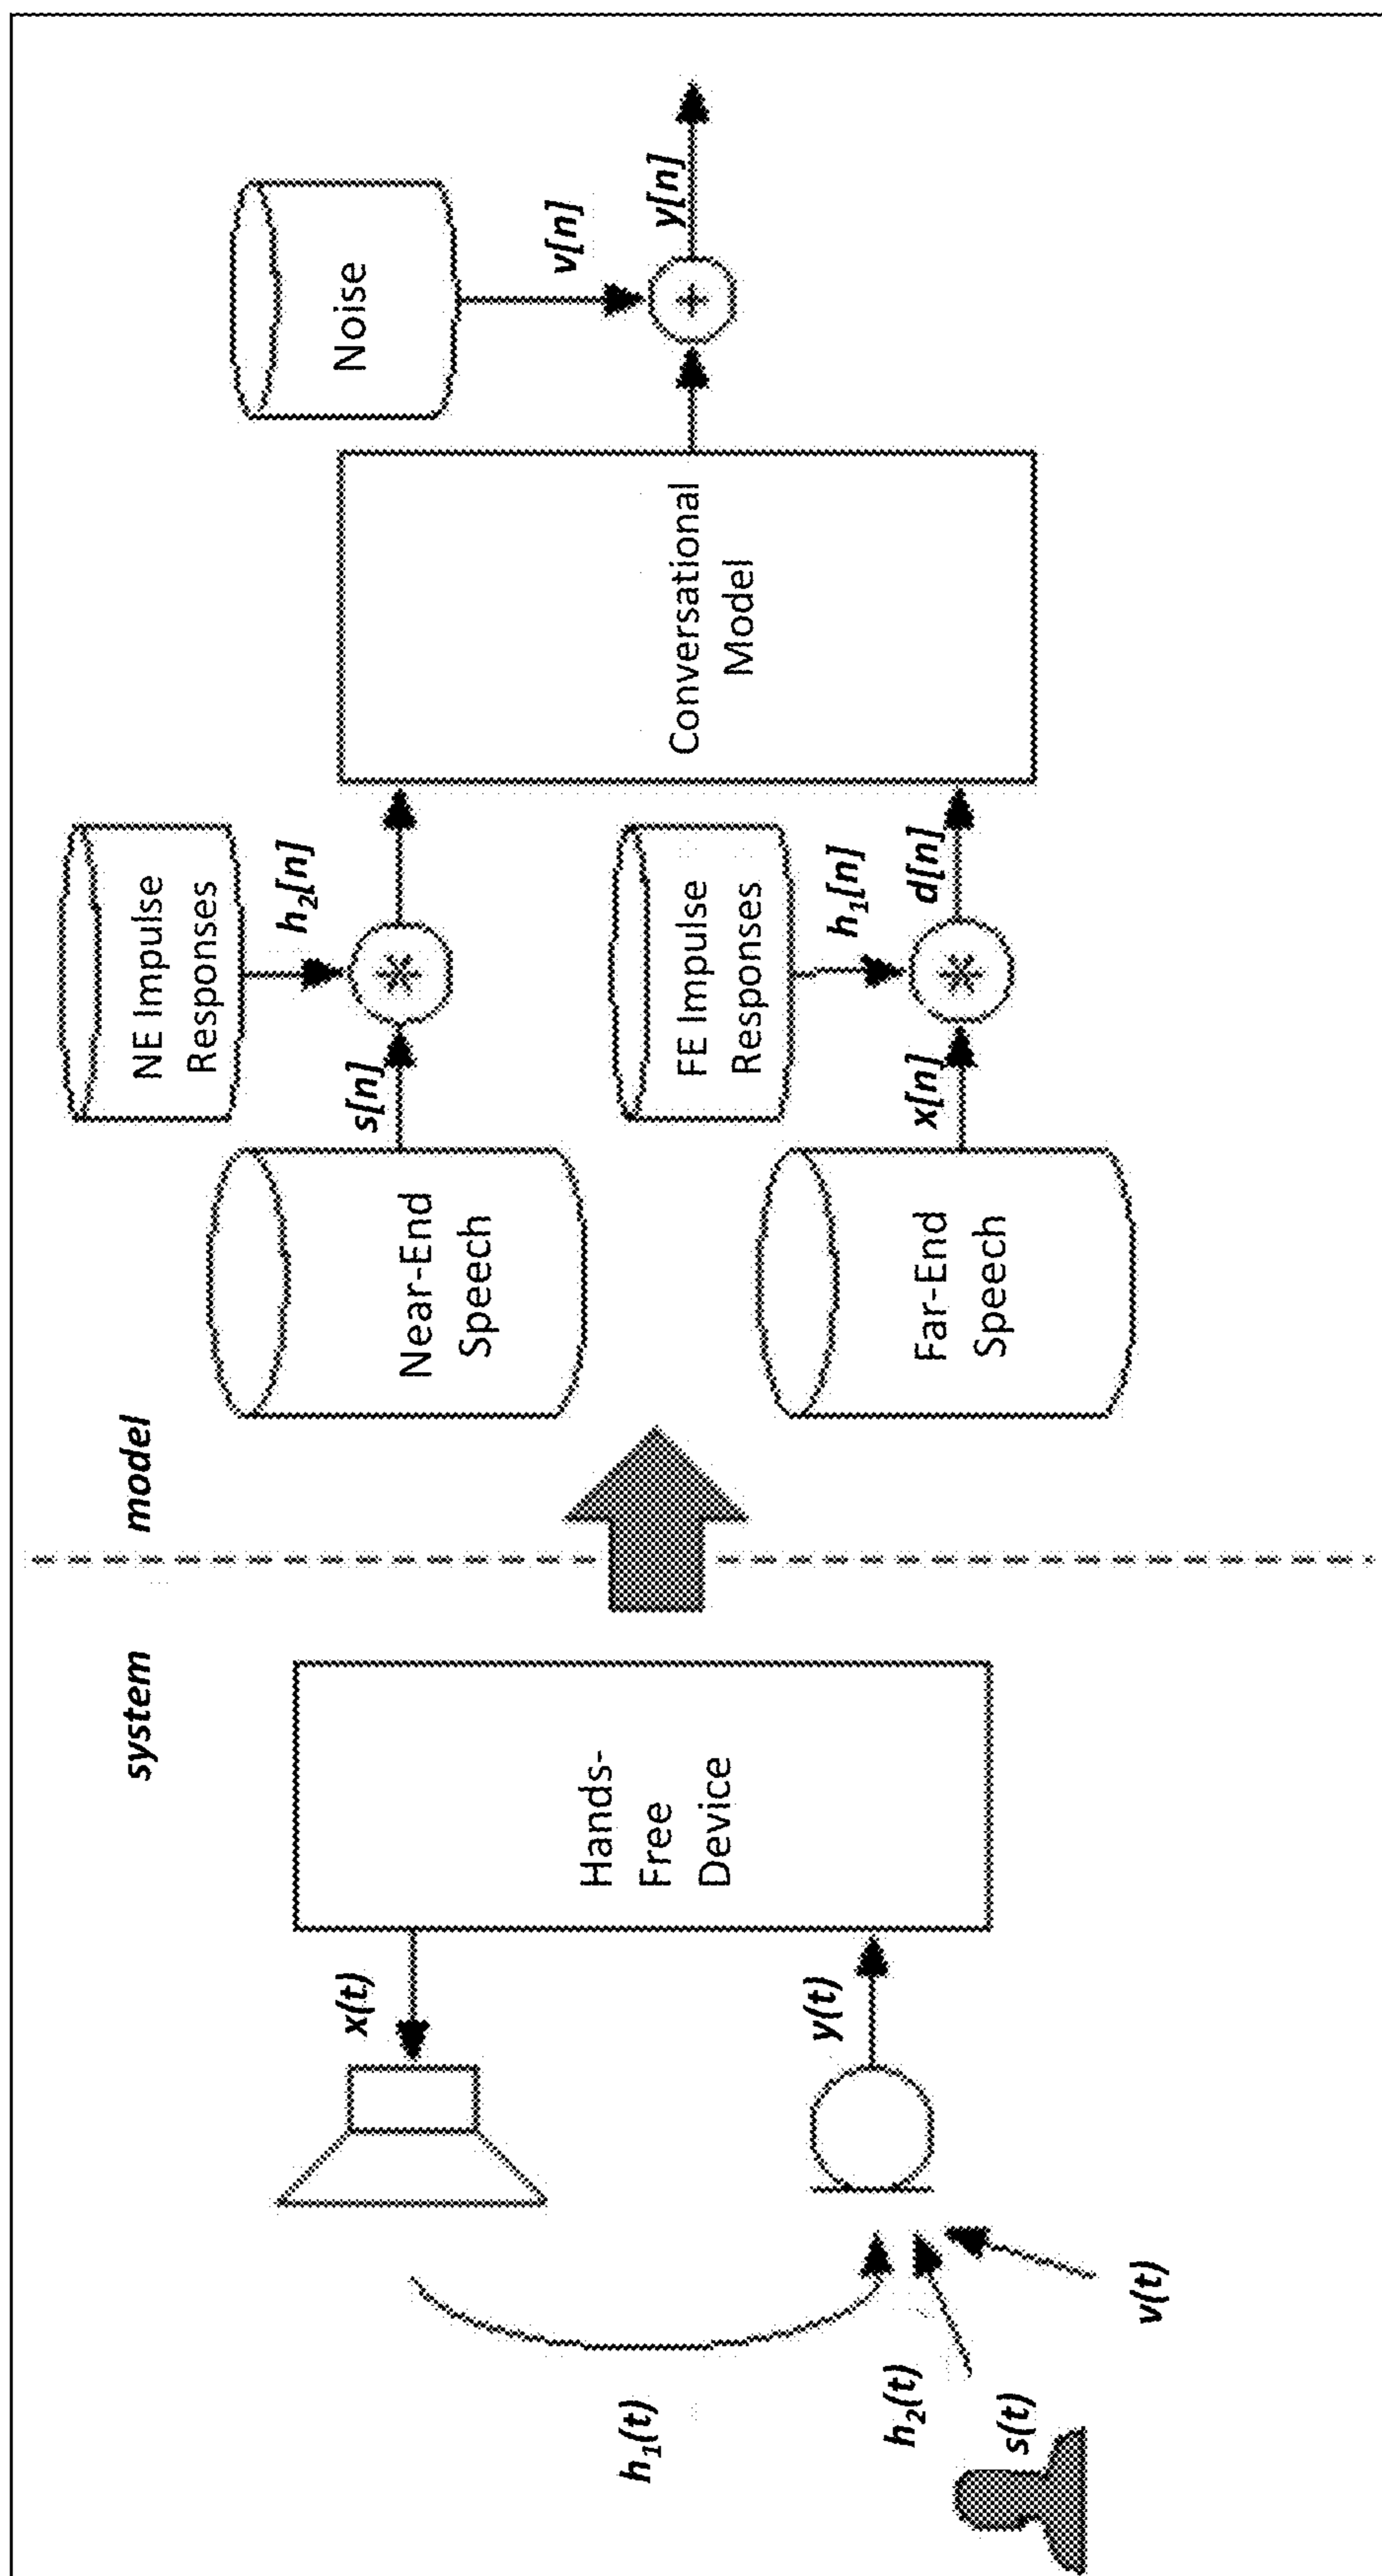 system
model
x(t)
h₁(t)
y(t)
h₂(t)
s(t)
v(t)
Hands-
Free
Device
Near-End
Speech
s[n]
NE Impulse
Responses
h₂[n]
Far-End
Speech
x[n]
FE Impulse
Responses
h₁[n]
d[n]
Conversational
Model
Noise
v[n]
y[n]